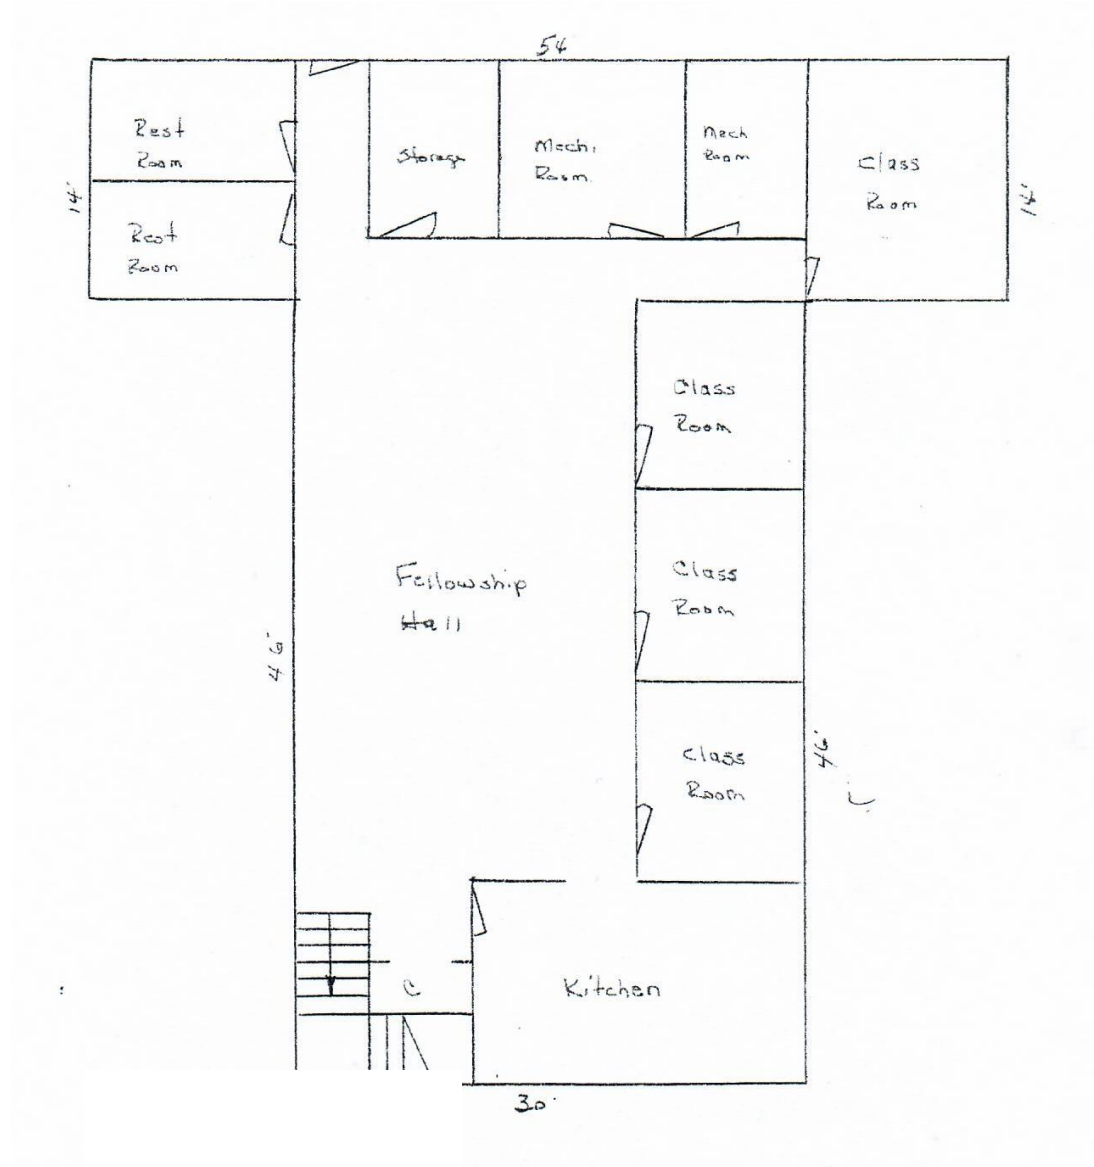 54
Rest
Room
Storage
Mech.
Room
Mech
Room
Class
Room
14'
14'
Rest
Room
Class
Room
Fellowship
Hall
Class
Room
46'
46'
Class
Room
C
Kitchen
30'